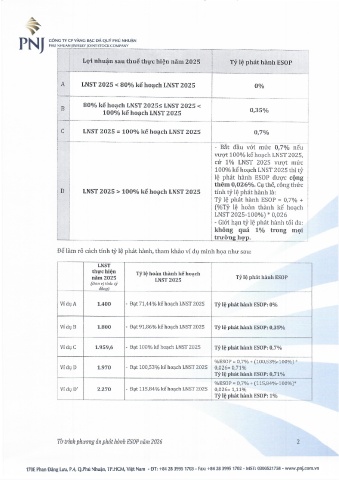 PNJ
CÔNG TY CP VÀNG BẠC ĐÁ QUÝ PHÚ NHUẬN
PHU NHUAN JEWELRY JOINT STOCK COMPANY
Lợi nhuận sau thuế thực hiện năm 2025
Tỷ lệ phát hành ESOP
A
LNST 2025 < 80% kế hoạch LNST 2025
0%
B
80% kế hoạch LNST 2025≤ LNST 2025 <
100% kế hoạch LNST 2025
0,35%
C
LNST 2025 = 100% kế hoạch LNST 2025
0,7%
D
LNST 2025 > 100% kế hoạch LNST 2025
- Bắt đầu với mức 0,7% nếu
vượt 100% kế hoạch LNST 2025,
cứ 1% LNST 2025 vượt mức
100% kế hoạch LNST 2025 thì tỷ
lệ phát hành ESOP được cộng
thêm 0,026%. Cụ thể, công thức
tính tỷ lệ phát hành là:
Tỷ lệ phát hành ESOP = 0,7% +
(%Tỷ lệ hoàn thành kế hoạch
LNST 2025-100%) * 0,026
- Giới hạn tỷ lệ phát hành tối đa:
không quá 1% trong mọi
trường hợp.
Để làm rõ cách tính tỷ lệ phát hành, tham khảo ví dụ minh họa như sau:
LNST
thực hiện
năm 2025
(Đơn vị tính: tỷ
đồng)
Tỷ lệ hoàn thành kế hoạch
LNST 2025
Tỷ lệ phát hành ESOP
Ví dụ A
1.400
- Đạt 71,44% kế hoạch LNST 2025
Tỷ lệ phát hành ESOP: 0%
Ví dụ B
1.800
- Đạt 91,86% kế hoạch LNST 2025
Tỷ lệ phát hành ESOP: 0,35%
Ví dụ C
1.959,6
- Đạt 100% kế hoạch LNST 2025
Tỷ lệ phát hành ESOP: 0,7%
Ví dụ D
1.970
- Đạt 100,53% kế hoạch LNST 2025
%ESOP = 0,7% + (100,53%-100%) *
0,026= 0,71%
Tỷ lệ phát hành ESOP: 0,71%
Ví dụ D'
2.270
- Đạt 115,84% kế hoạch LNST 2025
%ESOP = 0,7% + (115,84%-100%)*
0,026= 1,11%
Tỷ lệ phát hành ESOP: 1%
Tờ trình phương án phát hành ESOP năm 2026
2
170E Phan Đăng Lưu, P.4, Q.Phú Nhuận, TP.HCM, Việt Nam - ĐT: +84 28 3995 1703 - Fax: +84 28 3995 1702 - MST: 0300521758 - www.pnj.com.vn